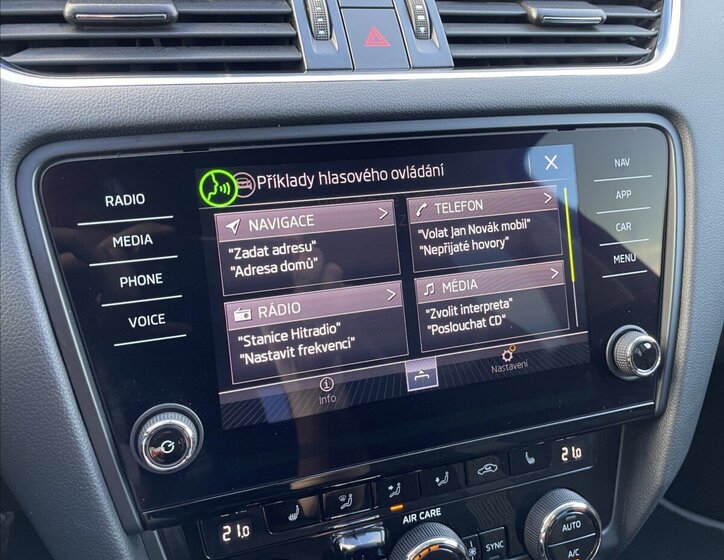 Příklady hlasového ovládání
RADIO
MEDIA
PHONE
VOICE
NAVIGACE
"Zadat adresu"
"Adresa domů"
TELEFON
"Volat Jan Novák mobil"
"Nepřijaté hovory"
RÁDIO
"Stanice Hitradio"
"Nastavit frekvenci"
MÉDIA
"Zvolit interpreta"
"Poslouchat CD"
Info
Nastavení
NAV
APP
CAR
MENU
21.0
21.0
AIR CARE
SYNC
AUTO
A/C